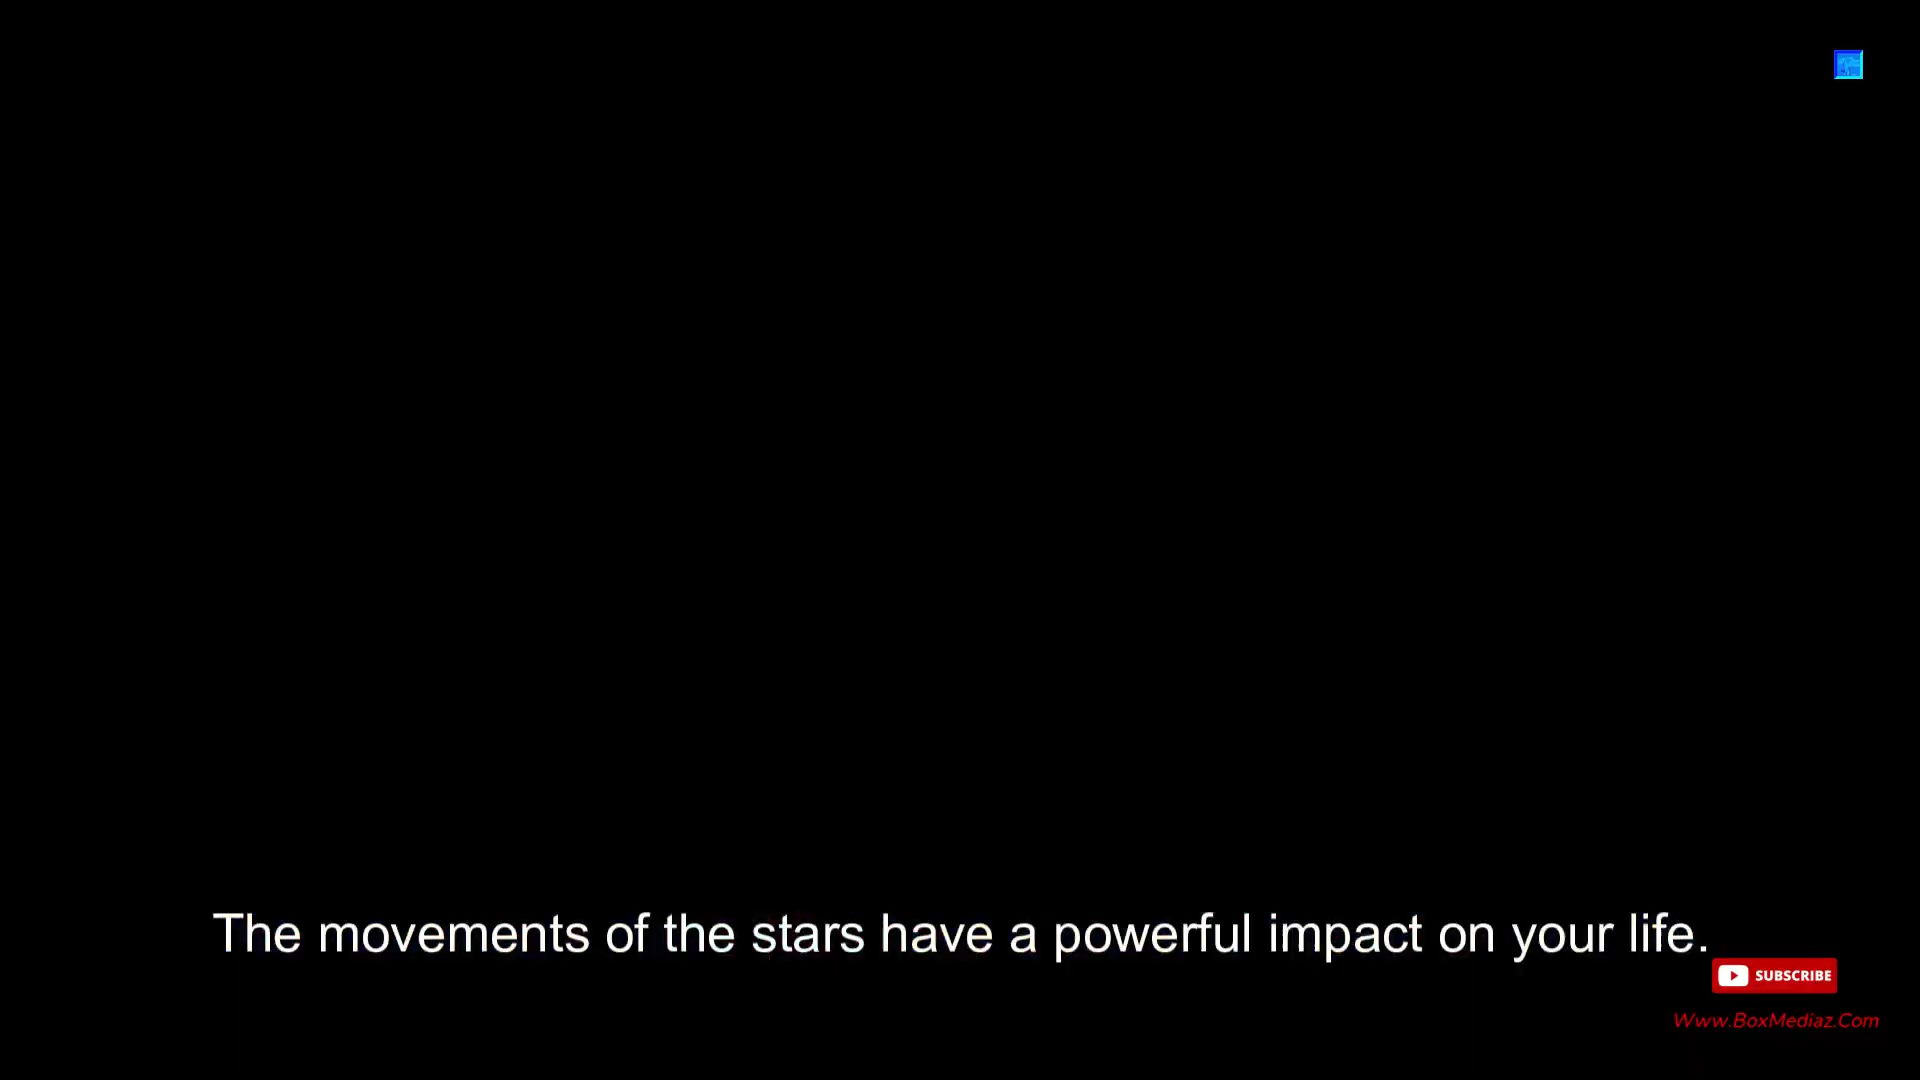 The movements of the stars have a powerful impact on your life.
SUBSCRIBE
Www.BoxMediaz.Com